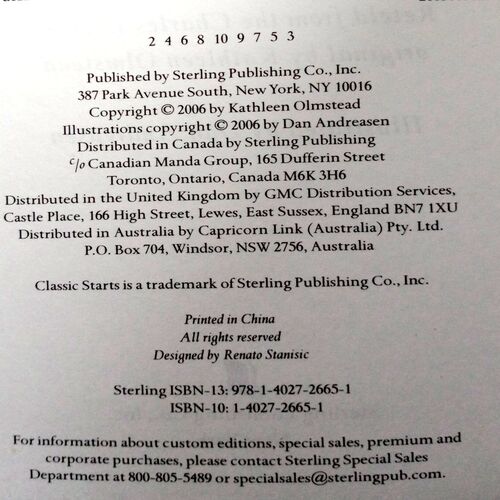 2 4 6 8 10 9 7 5 3
Published by Sterling Publishing Co., Inc.
387 Park Avenue South, New York, NY 10016
Copyright © 2006 by Kathleen Olmstead
Illustrations copyright © 2006 by Dan Andreasen
Distributed in Canada by Sterling Publishing
c/o Canadian Manda Group, 165 Dufferin Street
Toronto, Ontario, Canada M6K 3H6
Distributed in the United Kingdom by GMC Distribution Services,
Castle Place, 166 High Street, Lewes, East Sussex, England BN7 1XU
Distributed in Australia by Capricorn Link (Australia) Pty. Ltd.
P.O. Box 704, Windsor, NSW 2756, Australia
Classic Starts is a trademark of Sterling Publishing Co., Inc.
Printed in China
All rights reserved
Designed by Renato Stanisic
Sterling ISBN-13: 978-1-4027-2665-1
ISBN-10: 1-4027-2665-1
For information about custom editions, special sales, premium and
corporate purchases, please contact Sterling Special Sales
Department at 800-805-5489 or specialsales@sterlingpub.com.